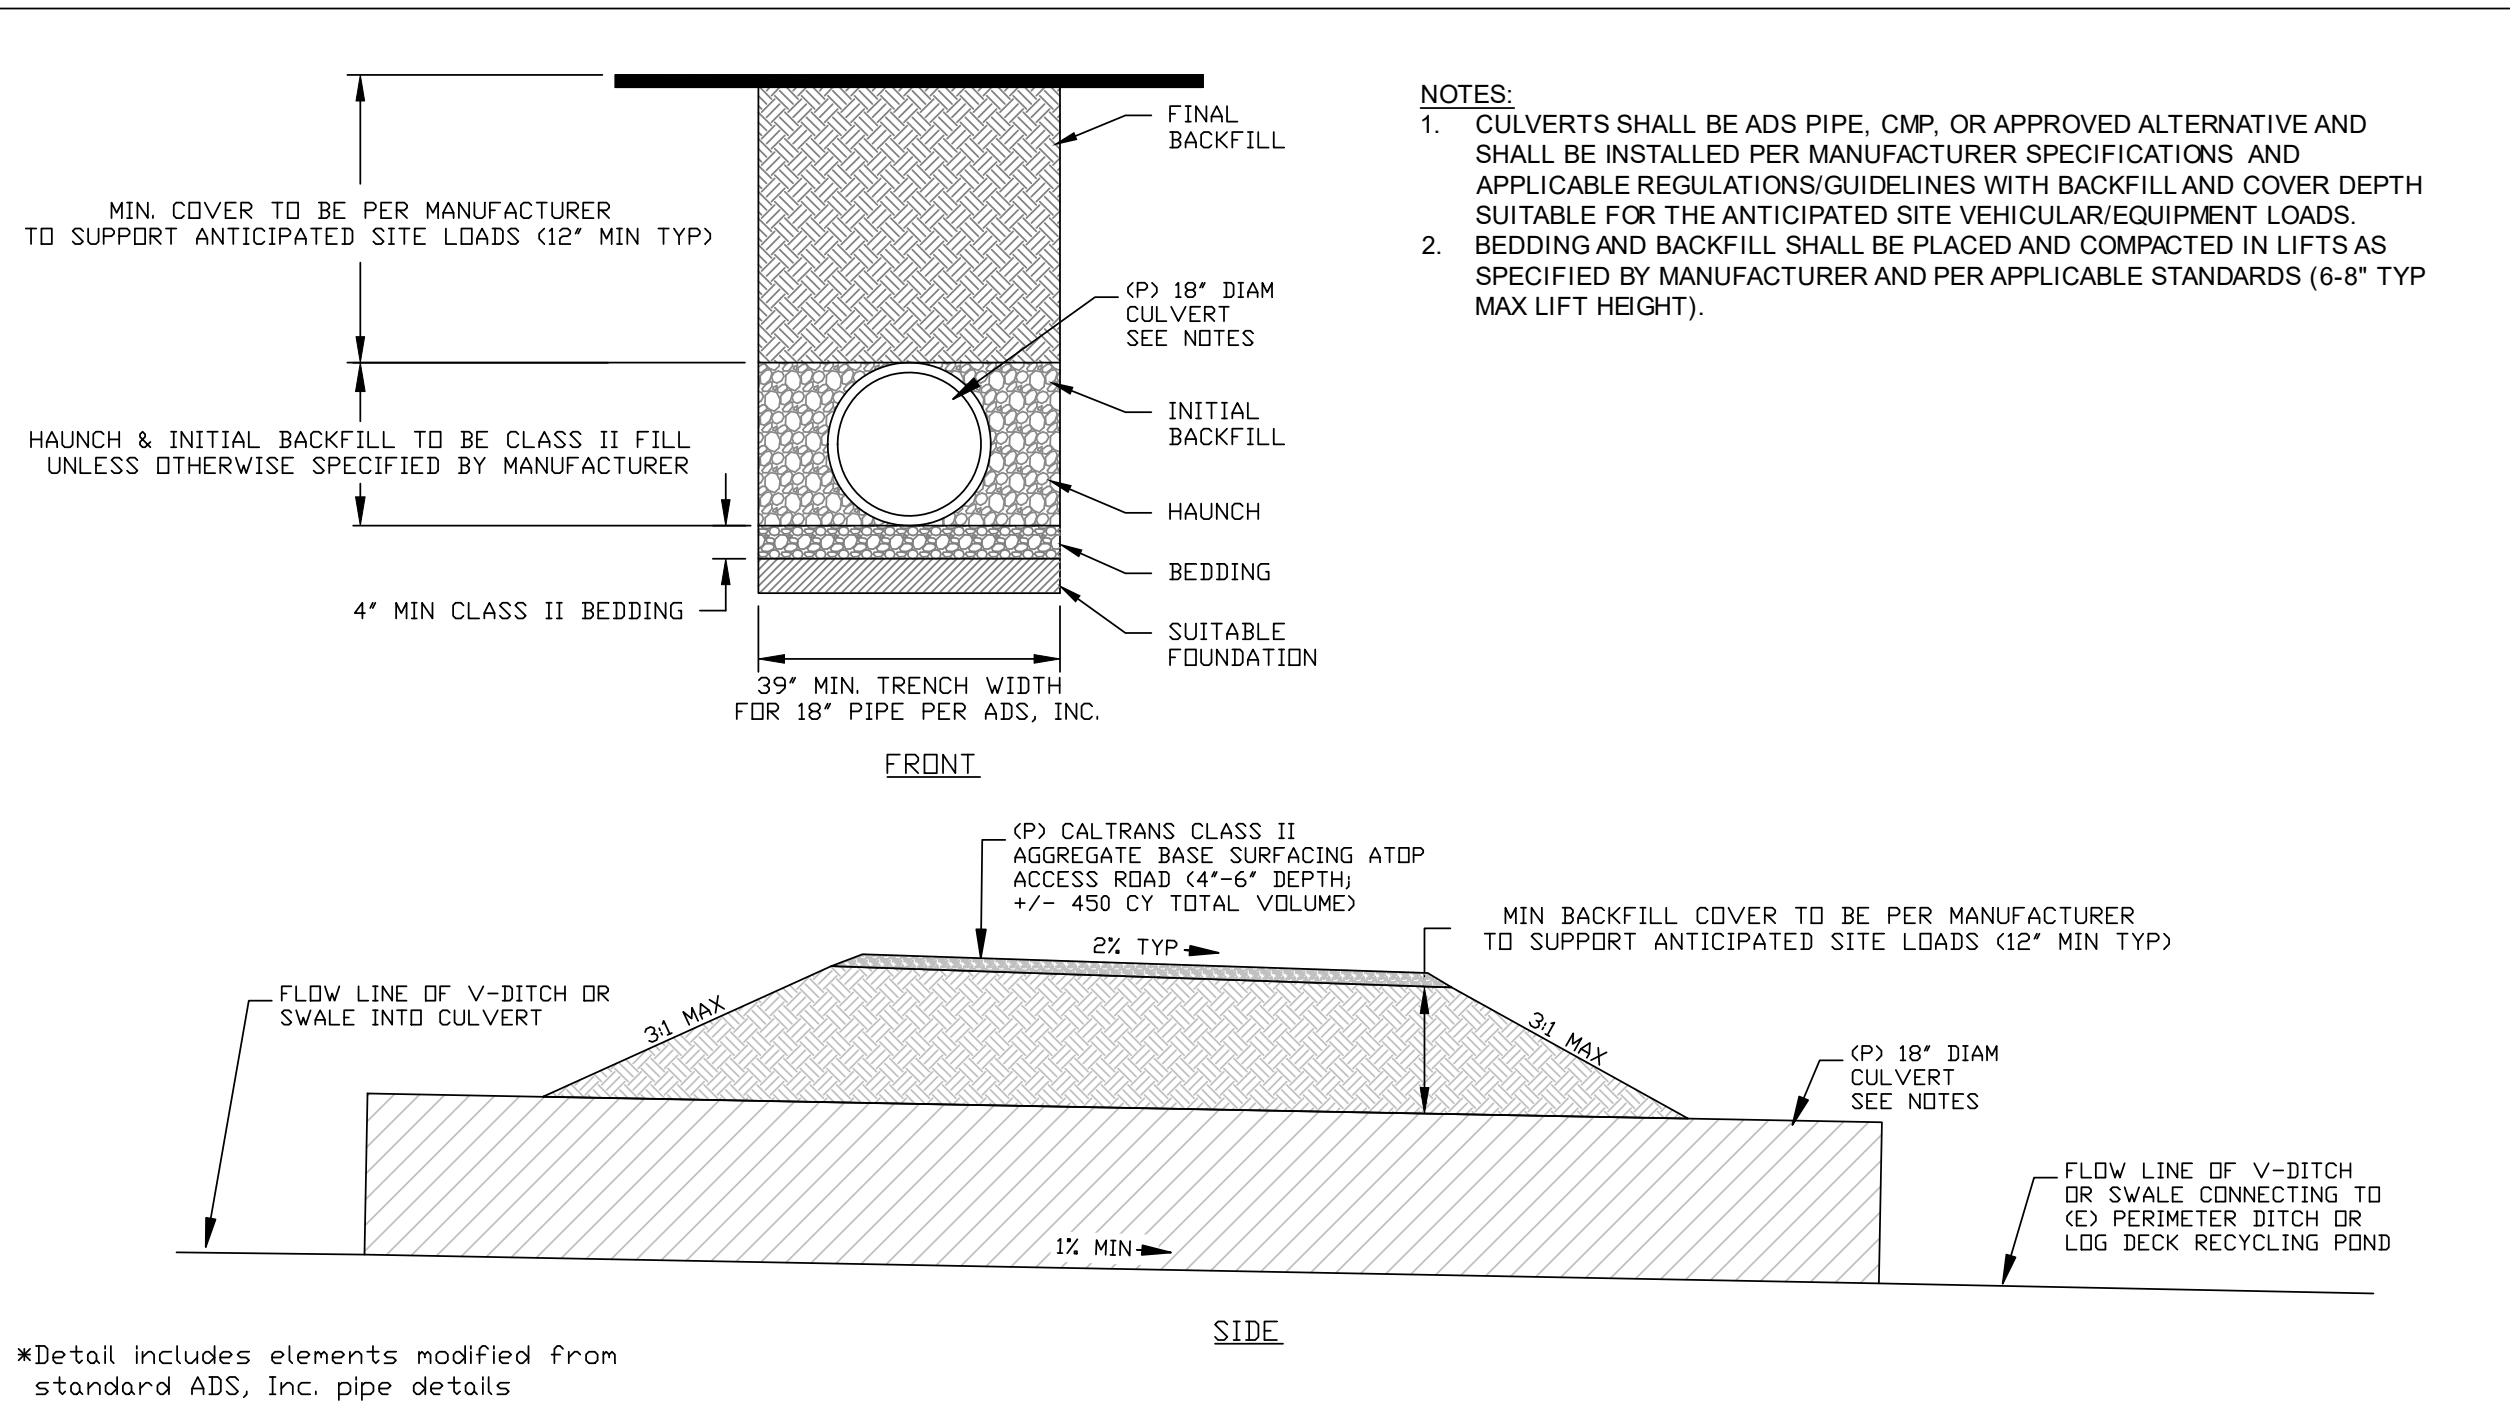 FINAL
BACKFILL
MIN. COVER TO BE PER MANUFACTURER
TO SUPPORT ANTICIPATED SITE LOADS (12" MIN TYP)
(P) 18" DIAM
CULVERT
SEE NOTES
INITIAL
BACKFILL
HAUNCH & INITIAL BACKFILL TO BE CLASS II FILL
UNLESS OTHERWISE SPECIFIED BY MANUFACTURER
HAUNCH
BEDDING
4" MIN CLASS II BEDDING
SUITABLE
FOUNDATION
39" MIN. TRENCH WIDTH
FOR 18" PIPE PER ADS, INC.
FRONT
NOTES:
1. CULVERTS SHALL BE ADS PIPE, CMP, OR APPROVED ALTERNATIVE AND
SHALL BE INSTALLED PER MANUFACTURER SPECIFICATIONS AND
APPLICABLE REGULATIONS/GUIDELINES WITH BACKFILL AND COVER DEPTH
SUITABLE FOR THE ANTICIPATED SITE VEHICULAR/EQUIPMENT LOADS.
2. BEDDING AND BACKFILL SHALL BE PLACED AND COMPACTED IN LIFTS AS
SPECIFIED BY MANUFACTURER AND PER APPLICABLE STANDARDS (6-8" TYP
MAX LIFT HEIGHT).
(P) CALTRANS CLASS II
AGGREGATE BASE SURFACING ATOP
ACCESS ROAD (4"-6" DEPTH;
+/- 450 CY TOTAL VOLUME)
MIN BACKFILL COVER TO BE PER MANUFACTURER
TO SUPPORT ANTICIPATED SITE LOADS (12" MIN TYP)
2% TYP
FLOW LINE OF V-DITCH OR
SWALE INTO CULVERT
3:1 MAX
3:1 MAX
(P) 18" DIAM
CULVERT
SEE NOTES
FLOW LINE OF V-DITCH
OR SWALE CONNECTING TO
(E) PERIMETER DITCH OR
LOG DECK RECYCLING POND
1% MIN
SIDE
*Detail includes elements modified from
standard ADS, Inc. pipe details